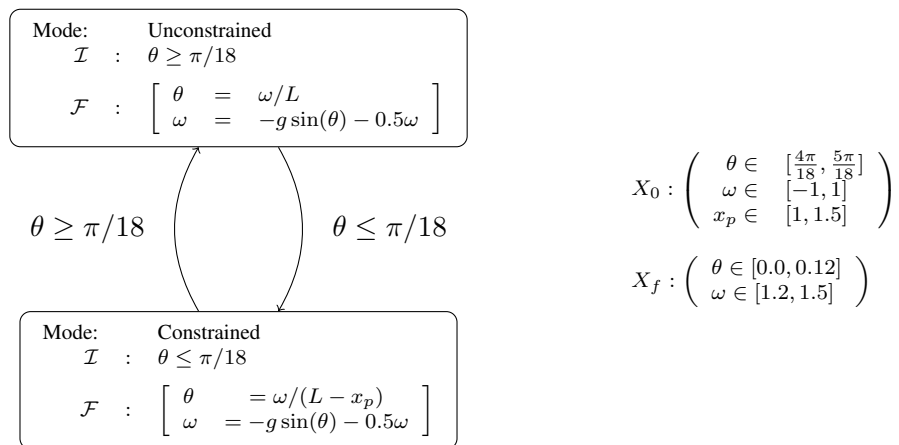 Mode: Unconstrained
ℐ : θ ≥ π/18
ℱ : [ θ = ω/L
ω = −g sin(θ) − 0.5ω ]
θ ≥ π/18
θ ≤ π/18
Mode: Constrained
ℐ : θ ≤ π/18
ℱ : [ θ = ω/(L − x_p)
ω = −g sin(θ) − 0.5ω ]
X_0 : ( θ ∈ [4π/18, 5π/18]
ω ∈ [−1, 1]
x_p ∈ [1, 1.5] )
X_f : ( θ ∈ [0.0, 0.12]
ω ∈ [1.2, 1.5] )